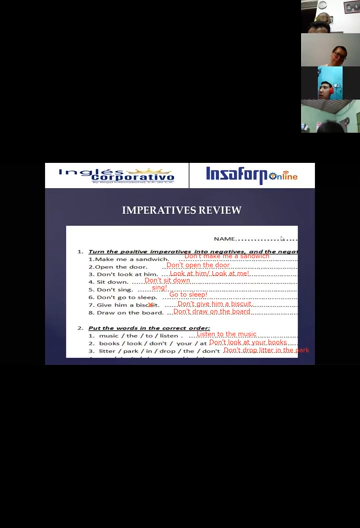 Inglés
Corporativo
Insaforp Online
IMPERATIVES REVIEW
NAME
1. Turn the positive imperatives into negatives, and the negat
1.Make me a sandwich. Don't make me a sandwich
2.Open the door. Don't open the door
3. Don't look at him. Look at him/ Look at me!
4. Sit down. Don't sit down
5. Don't sing. sing!
6. Don't go to sleep. Go to sleep!
7. Give him a biscuit. Don't give him a biscuit
8. Draw on the board. Don't draw on the board
2. Put the words in the correct order:
1. music / the / to / listen . Listen to the music
2. books / look / don't / your / at Don't look at your books
3. litter / park / in / drop / the / don't Don't drop litter in the park